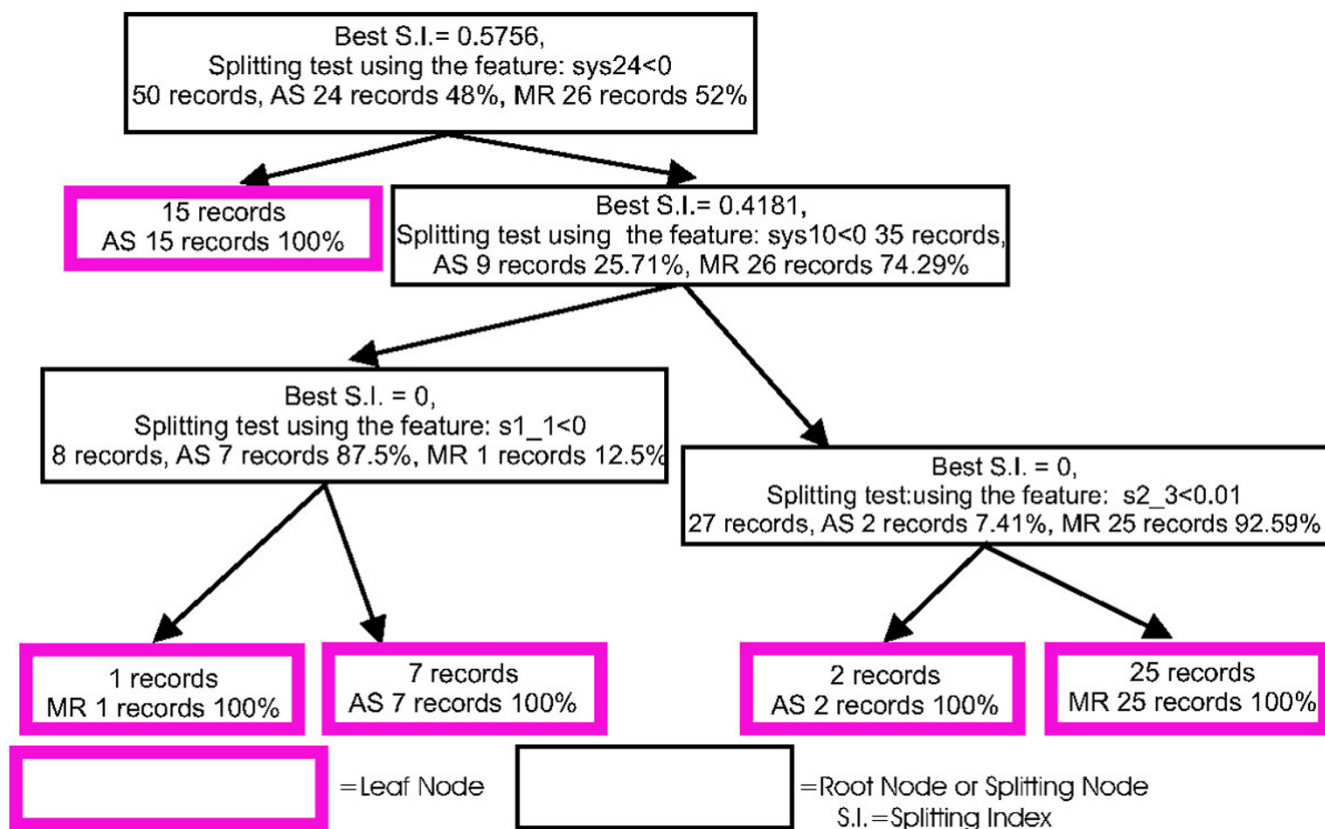 Best S.I.= 0.5756,
Splitting test using the feature: sys24<0
50 records, AS 24 records 48%, MR 26 records 52%
15 records
AS 15 records 100%
Best S.I.= 0.4181,
Splitting test using the feature: sys10<0 35 records,
AS 9 records 25.71%, MR 26 records 74.29%
Best S.I. = 0,
Splitting test using the feature: s1_1<0
8 records, AS 7 records 87.5%, MR 1 records 12.5%
Best S.I. = 0,
Splitting test:using the feature: s2_3<0.01
27 records, AS 2 records 7.41%, MR 25 records 92.59%
1 records
MR 1 records 100%
7 records
AS 7 records 100%
2 records
AS 2 records 100%
25 records
MR 25 records 100%
=Leaf Node
=Root Node or Splitting Node
S.I.=Splitting Index